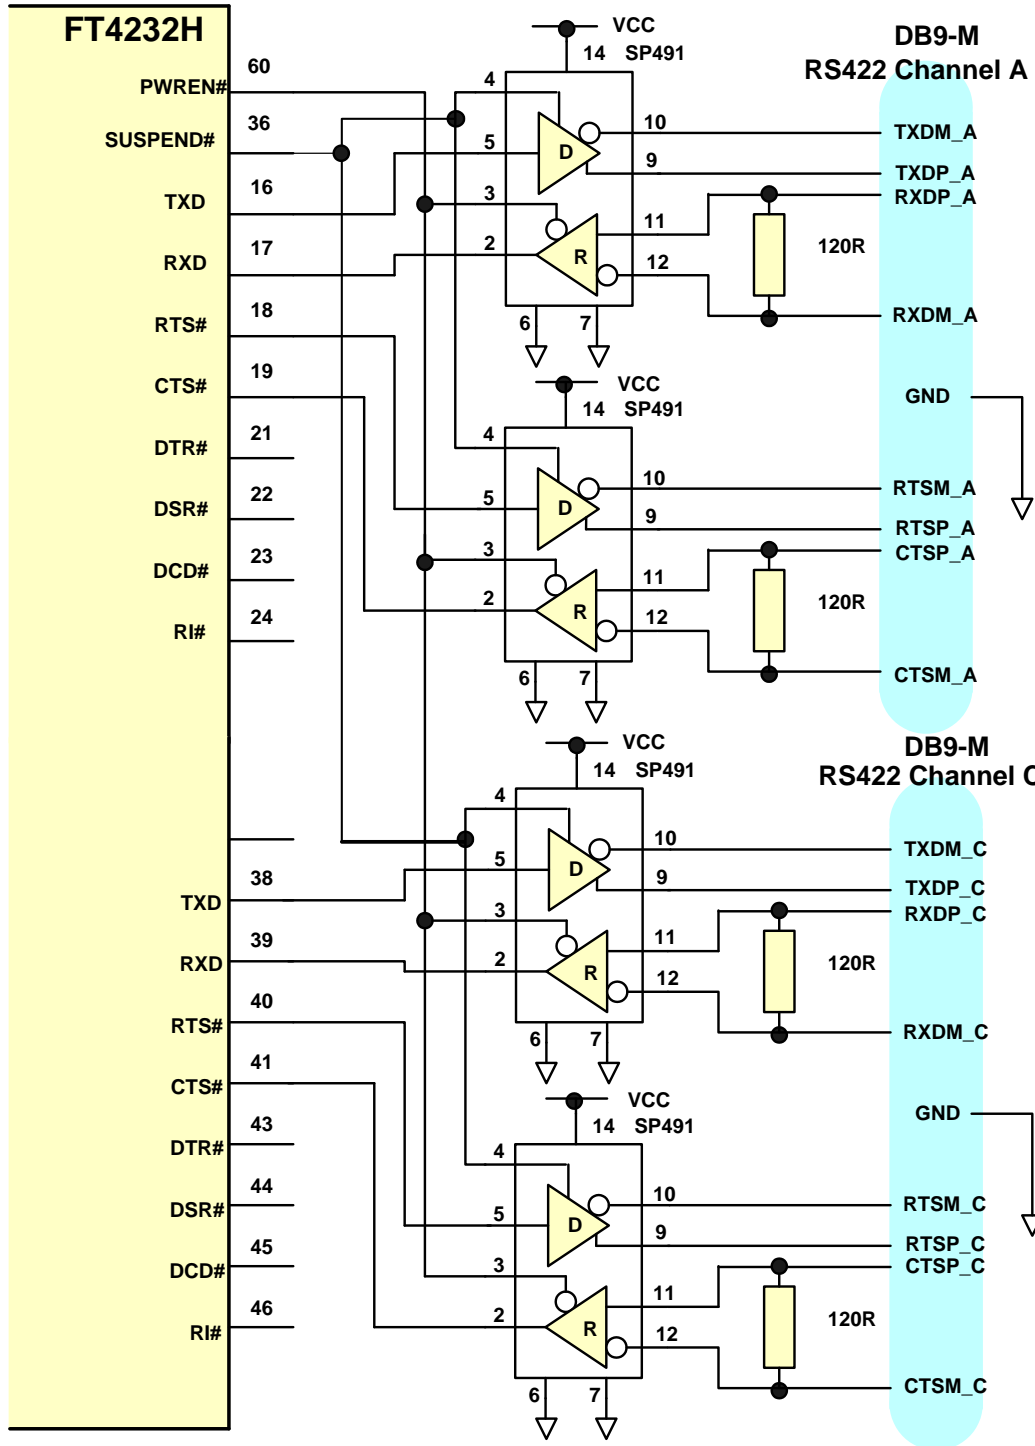 FT4232H
PWREN# 60
SUSPEND# 36
TXD 16
RXD 17
RTS# 18
CTS# 19
DTR# 21
DSR# 22
DCD# 23
RI# 24
TXD 38
RXD 39
RTS# 40
CTS# 41
DTR# 43
DSR# 44
DCD# 45
RI# 46
VCC
14 SP491
4
5 D 10
9
3
11
2 R 12
6 7
VCC
14 SP491
4
5 D 10
9
3
11
2 R 12
6 7
VCC
14 SP491
4
5 D 10
9
3
11
2 R 12
6 7
VCC
14 SP491
4
5 D 10
9
3
11
2 R 12
6 7
DB9-M
RS422 Channel A
TXDM_A
TXDP_A
RXDP_A
120R
RXDM_A
GND
RTSM_A
RTSP_A
CTSP_A
120R
CTSM_A
DB9-M
RS422 Channel C
TXDM_C
TXDP_C
RXDP_C
120R
RXDM_C
GND
RTSM_C
RTSP_C
CTSP_C
120R
CTSM_C